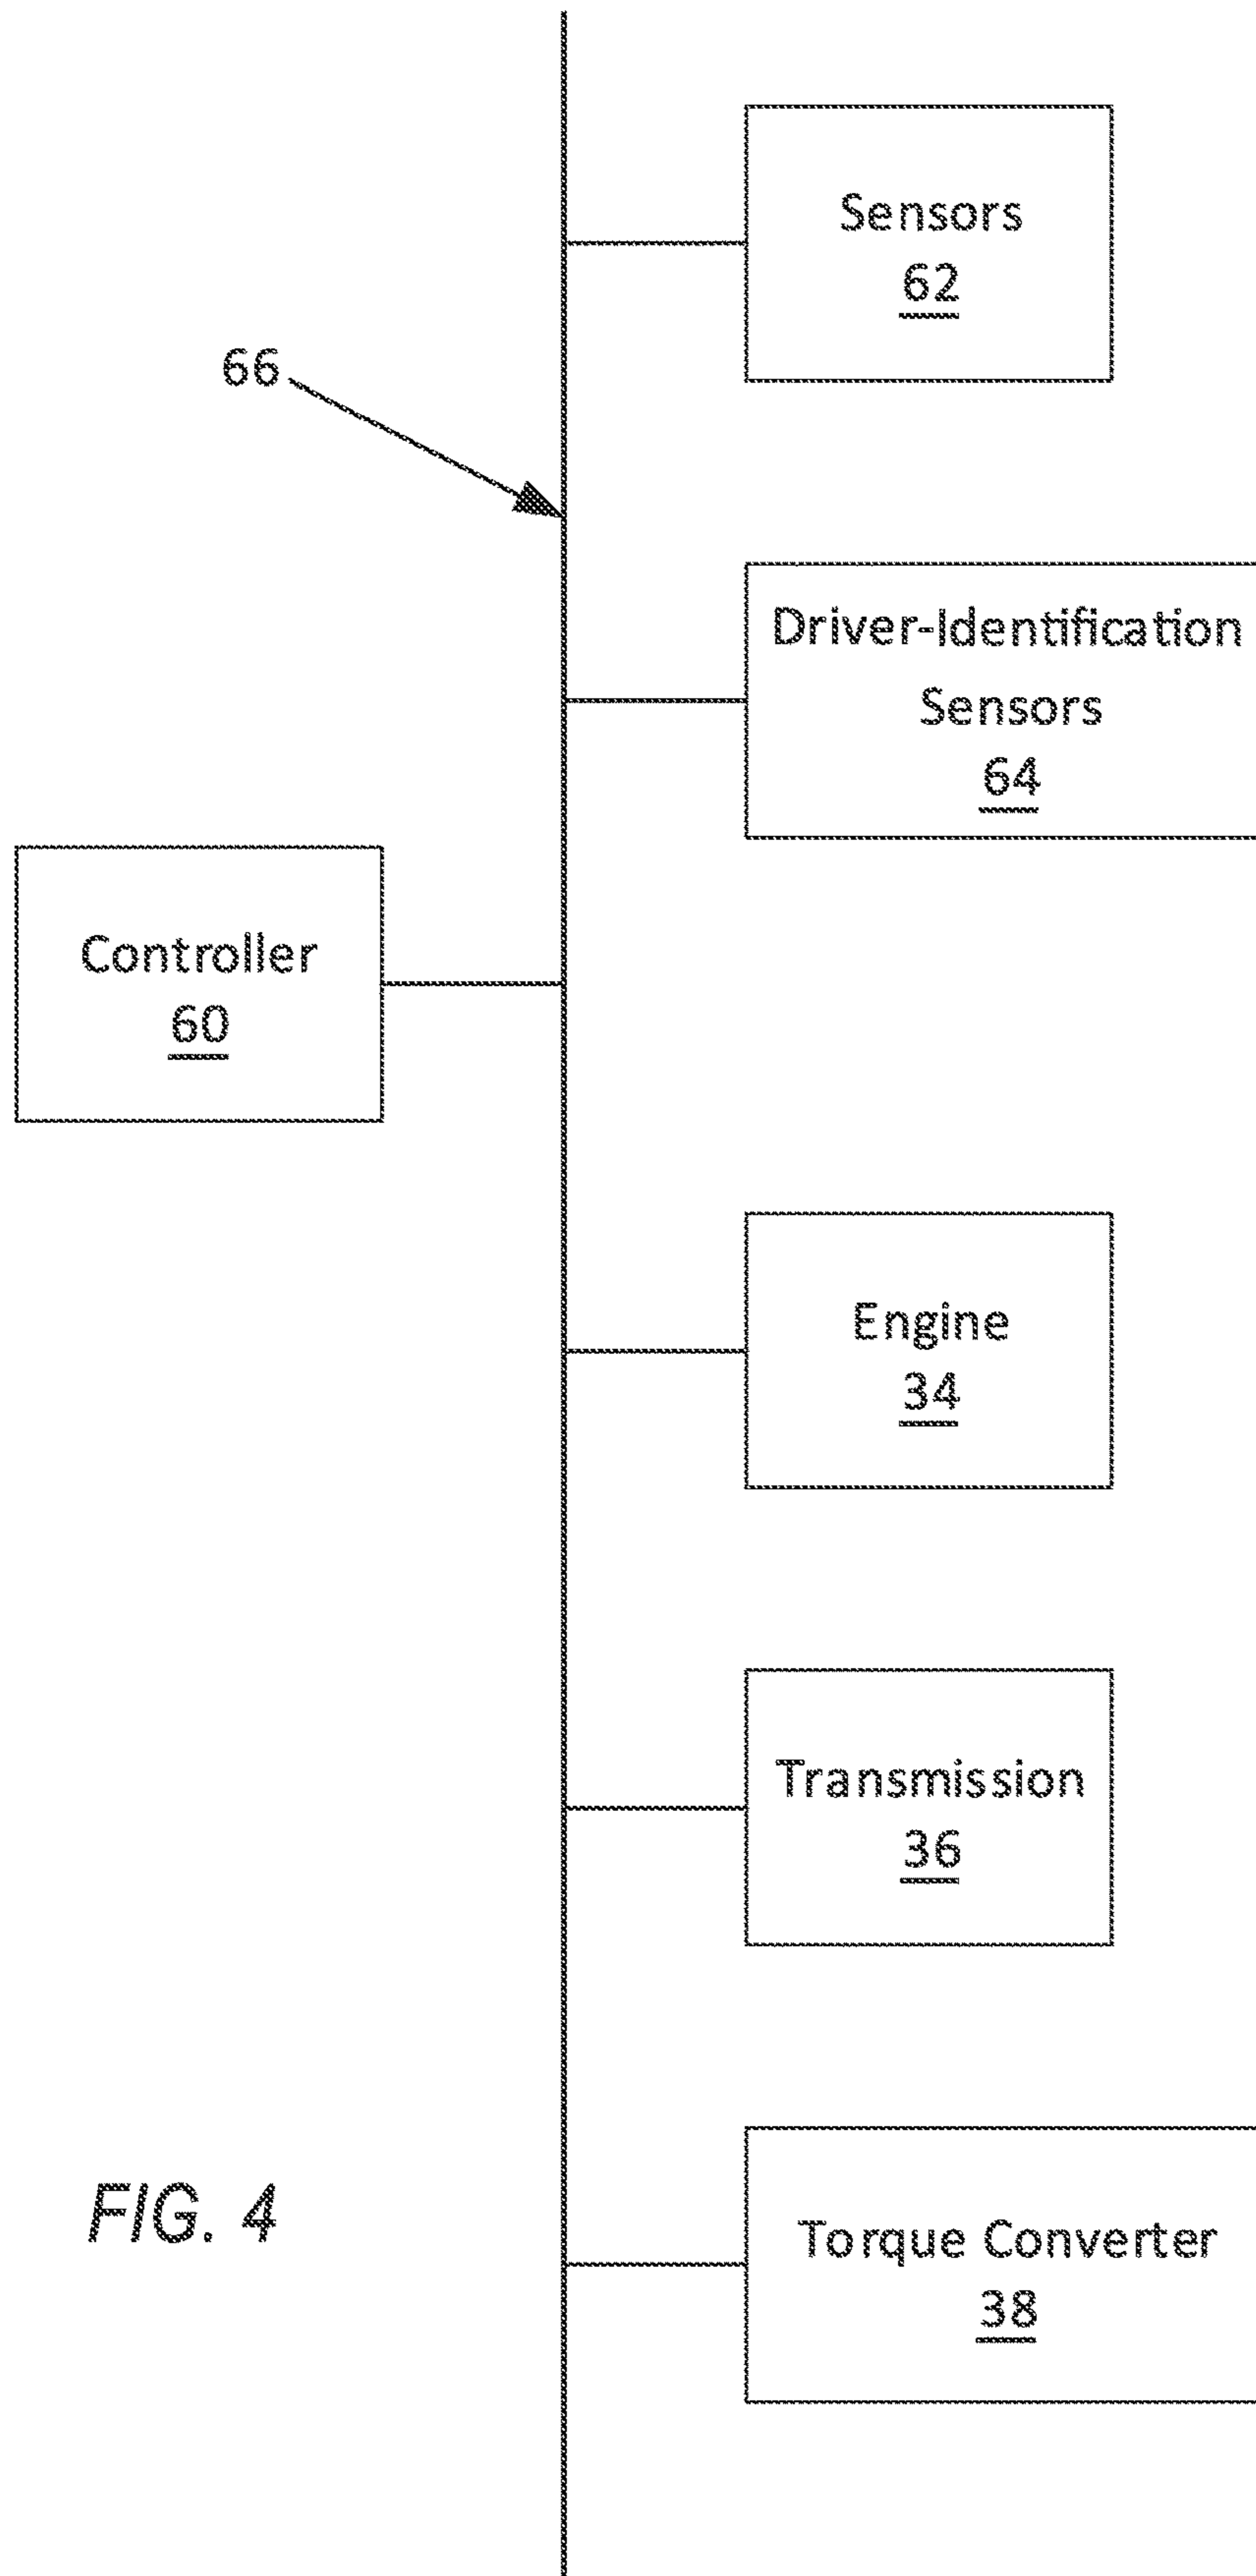 Sensors
62
66
Driver-Identification
Sensors
64
Controller
60
Engine
34
Transmission
36
FIG. 4
Torque Converter
38